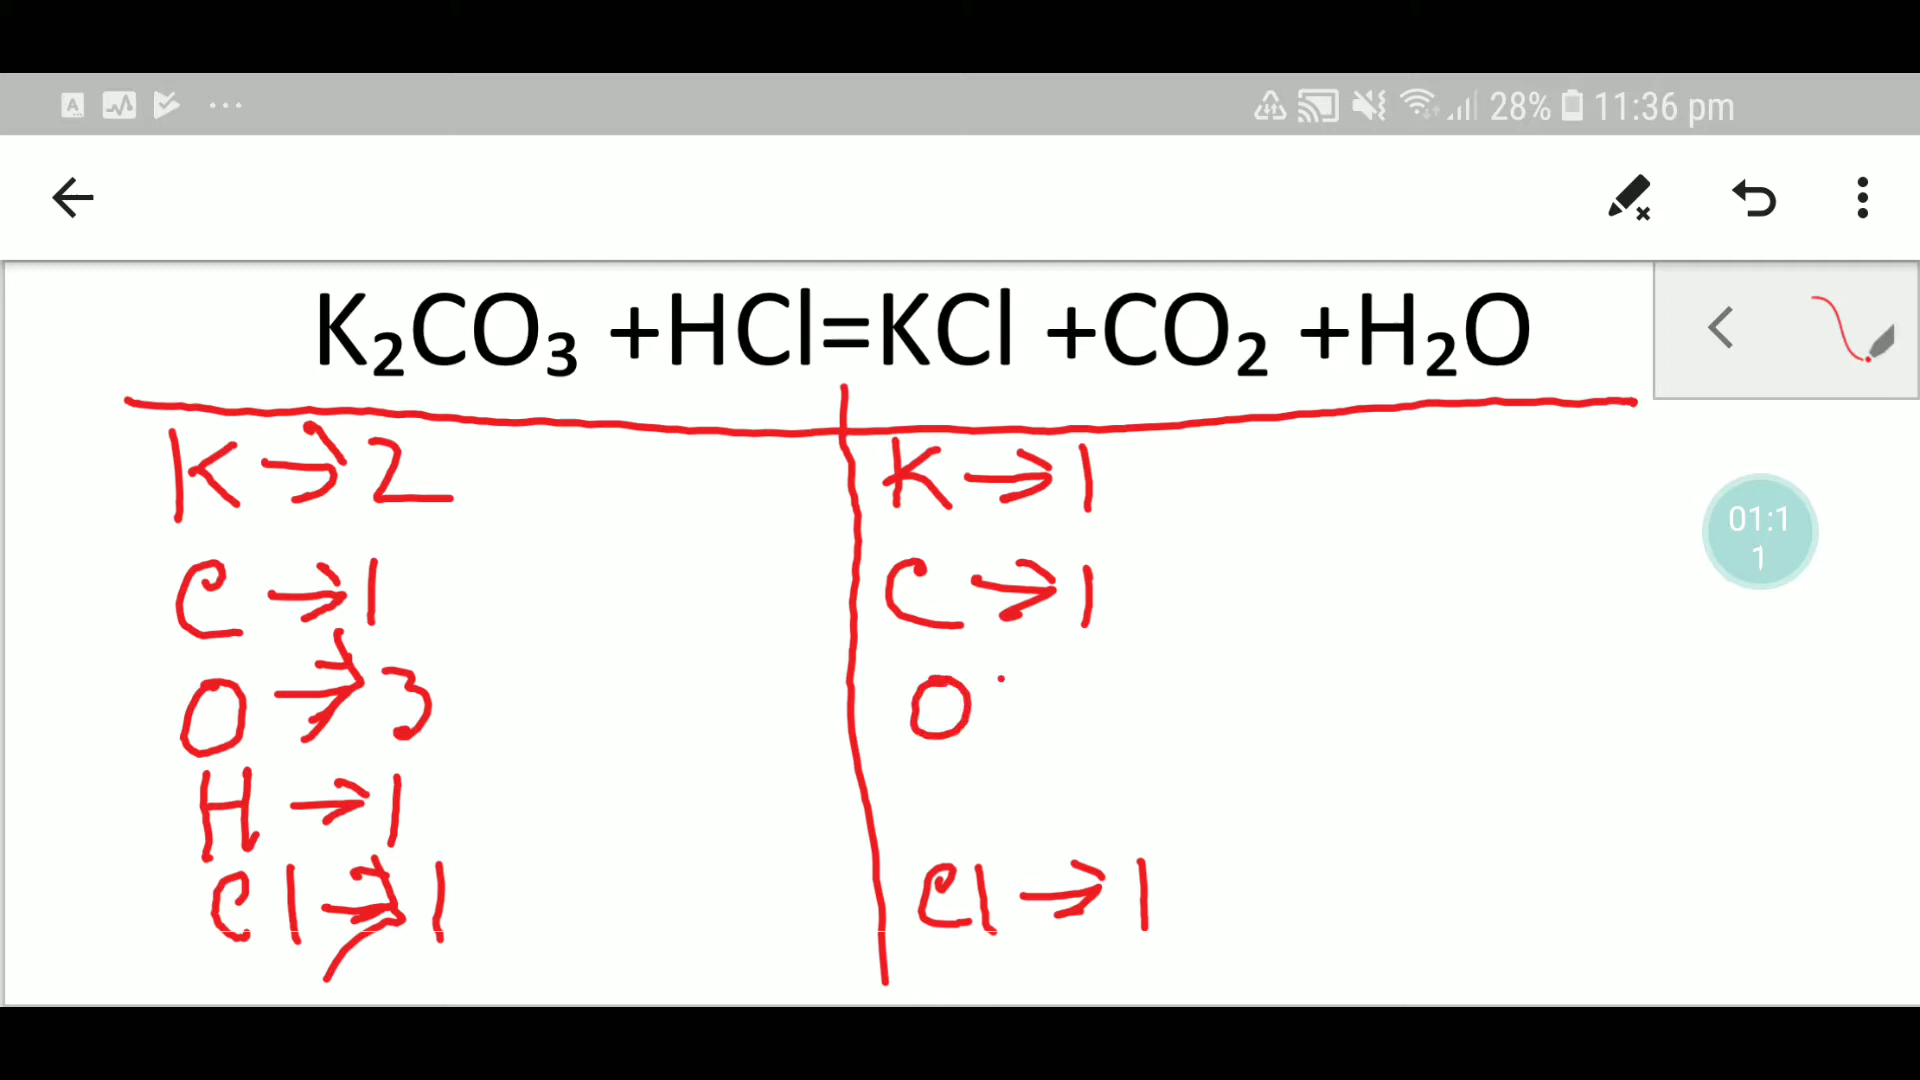 28% 11:36 pm
K₂CO₃ +HCl=KCl +CO₂ +H₂O
K → 2 K → 1
C → 1 C → 1
01:1
1
O → 3 O
H → 1
Cl → 1 Cl → 1